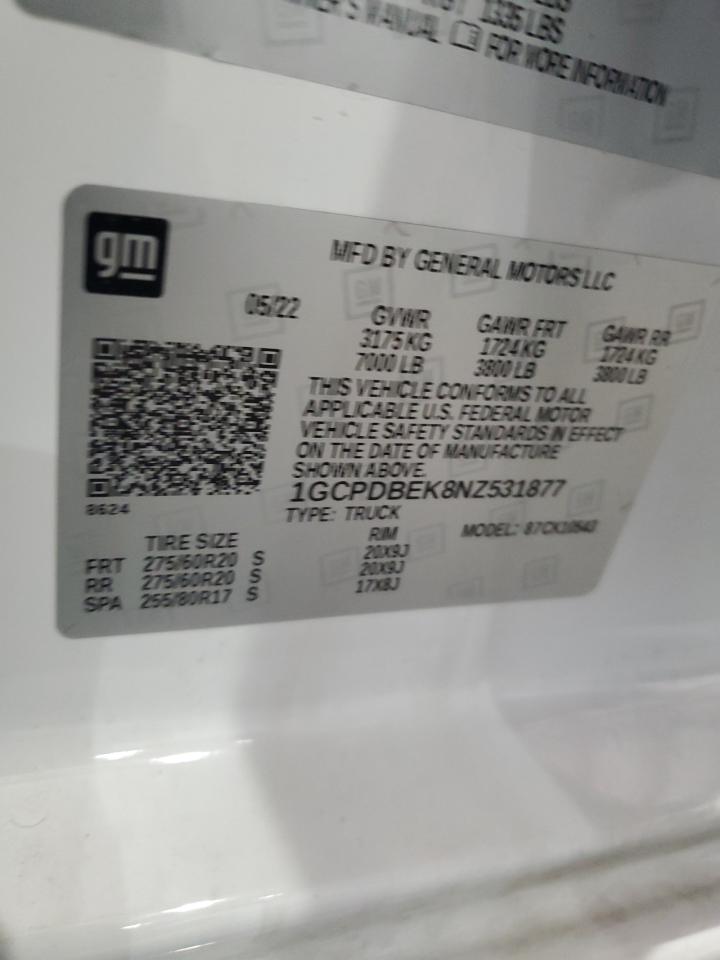 1335 LBS
MANUAL FOR MORE INFORMATION
gm
MFD BY GENERAL MOTORS LLC
05/22
GVWR GAWR FRT GAWR RR
3175 KG 1724 KG 1724 KG
7000 LB 3800 LB 3800 LB
THIS VEHICLE CONFORMS TO ALL
APPLICABLE U.S. FEDERAL MOTOR
VEHICLE SAFETY STANDARDS IN EFFECT
ON THE DATE OF MANUFACTURE
SHOWN ABOVE.
1GCPDBEK8NZ531877
8624
TYPE: TRUCK
MODEL:
TIRE SIZE RIM
FRT 275/60R20 S 20X9J
RR 275/60R20 S 20X9J
SPA 255/80R17 S 17X8J